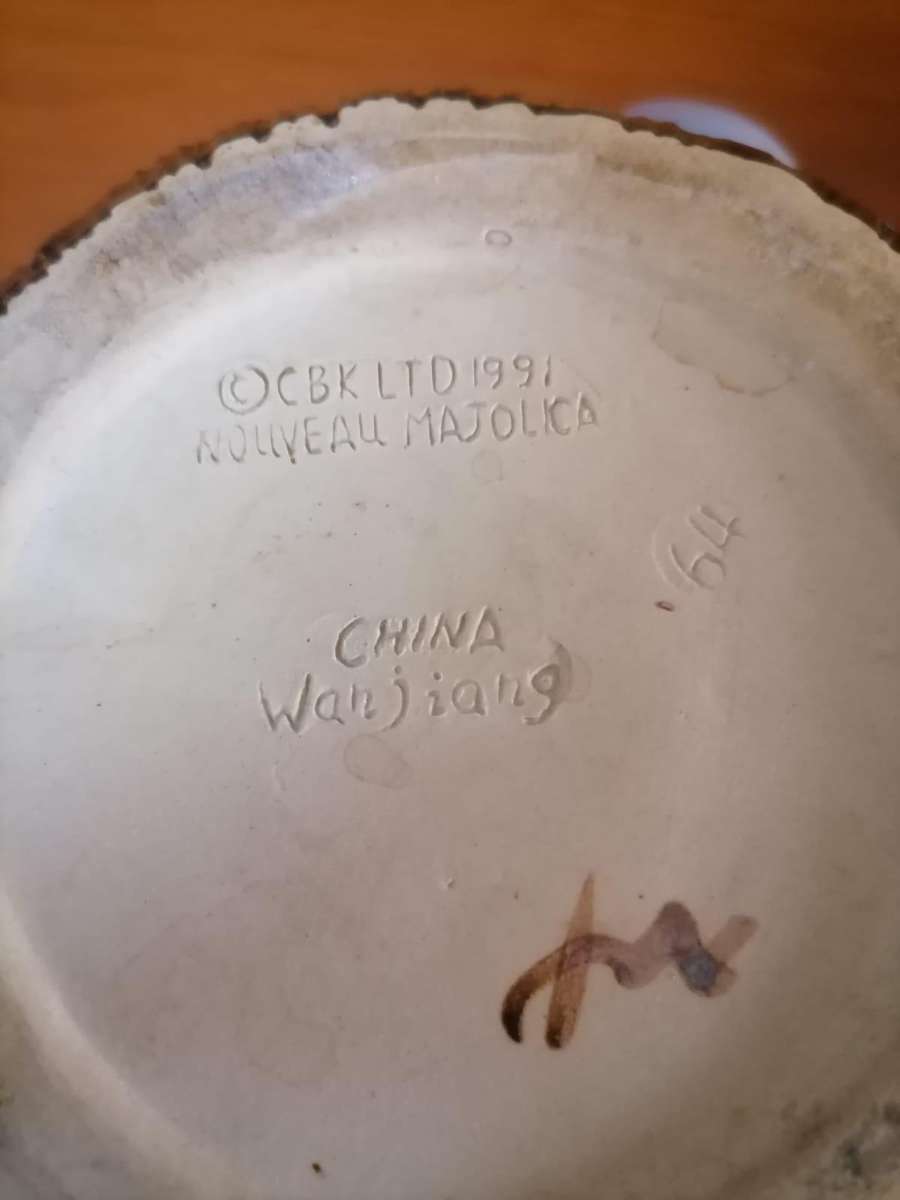 ©CBK LTD 1991
NOUVEAU MAJOLICA
64
CHINA
Wanjiang